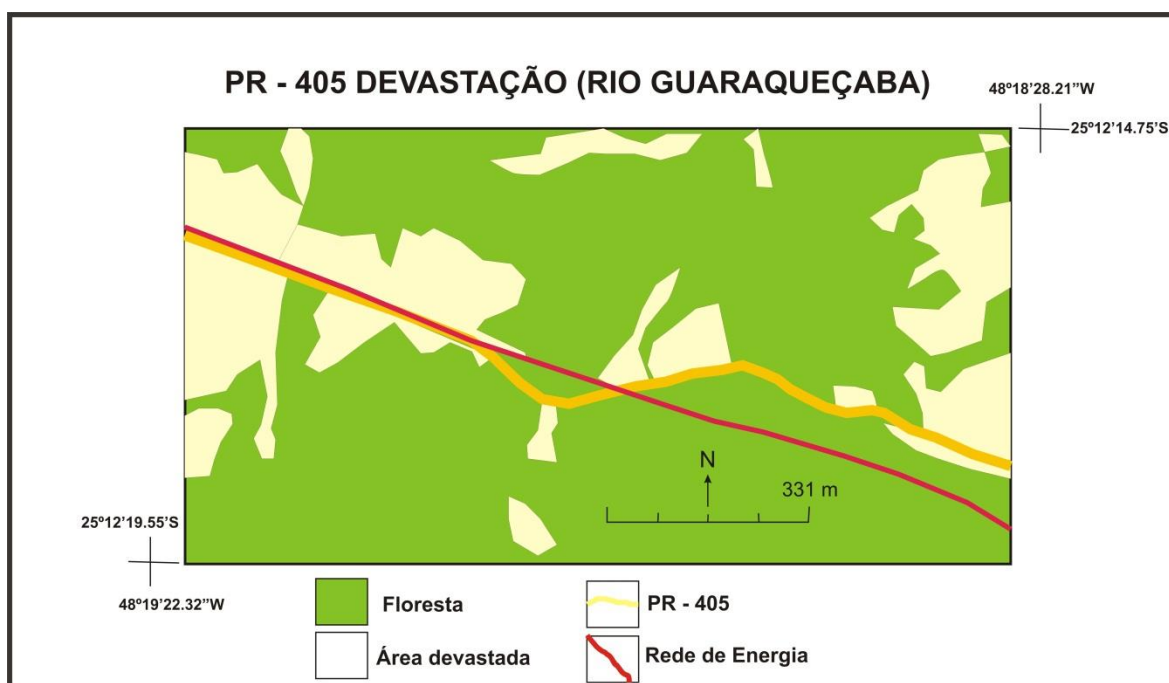 PR - 405 DEVASTAÇÃO (RIO GUARAQUEÇABA)
48º18'28.21"W
25º12'14.75'S
N
331 m
25º12'19.55'S
48º19'22.32"W
Floresta
PR - 405
Área devastada
Rede de Energia